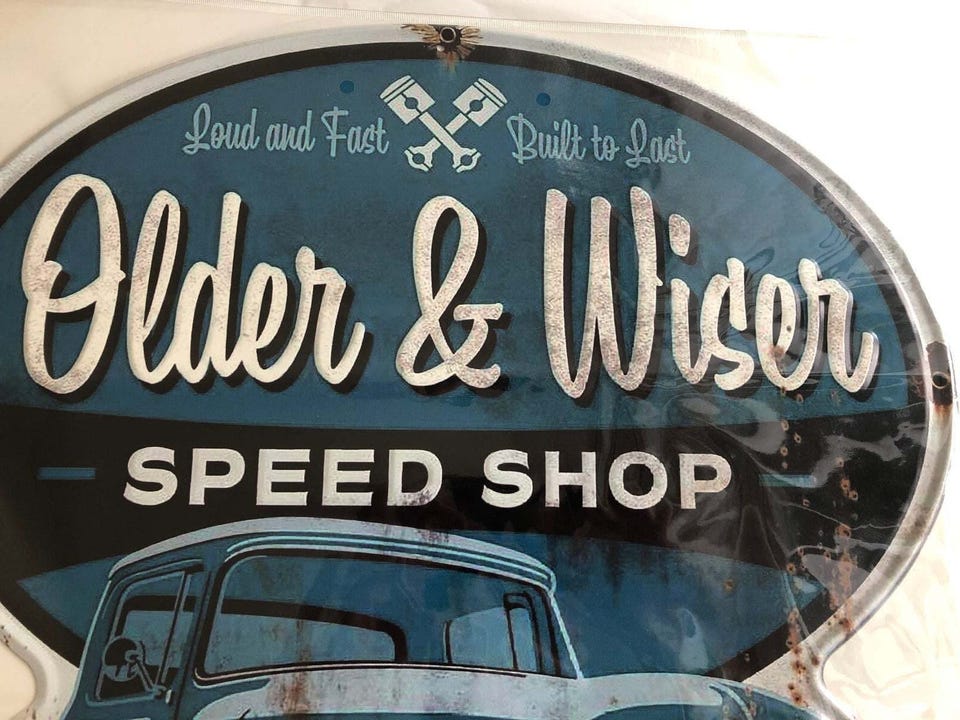 Loud and Fast Built to Last
Older & Wiser
SPEED SHOP